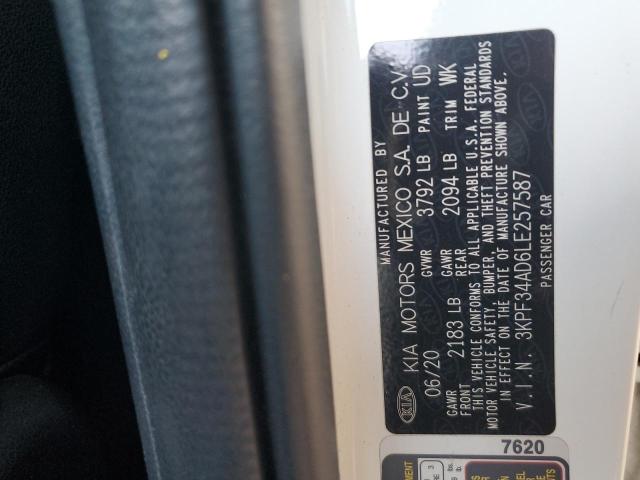 MANUFACTURED BY
KIA KIA MOTORS MEXICO S.A. DE C.V.
06/20 GVWR 3792 LB PAINT UD
GAWR FRONT 2183 LB GAWR REAR 2094 LB TRIM WK
THIS VEHICLE CONFORMS TO ALL APPLICABLE U.S.A. FEDERAL
MOTOR VEHICLE SAFETY, BUMPER, AND THEFT PREVENTION STANDARDS
IN EFFECT ON THE DATE OF MANUFACTURE SHOWN ABOVE.
V.I.N. 3KPF34AD6LE257587
PASSENGER CAR
7620